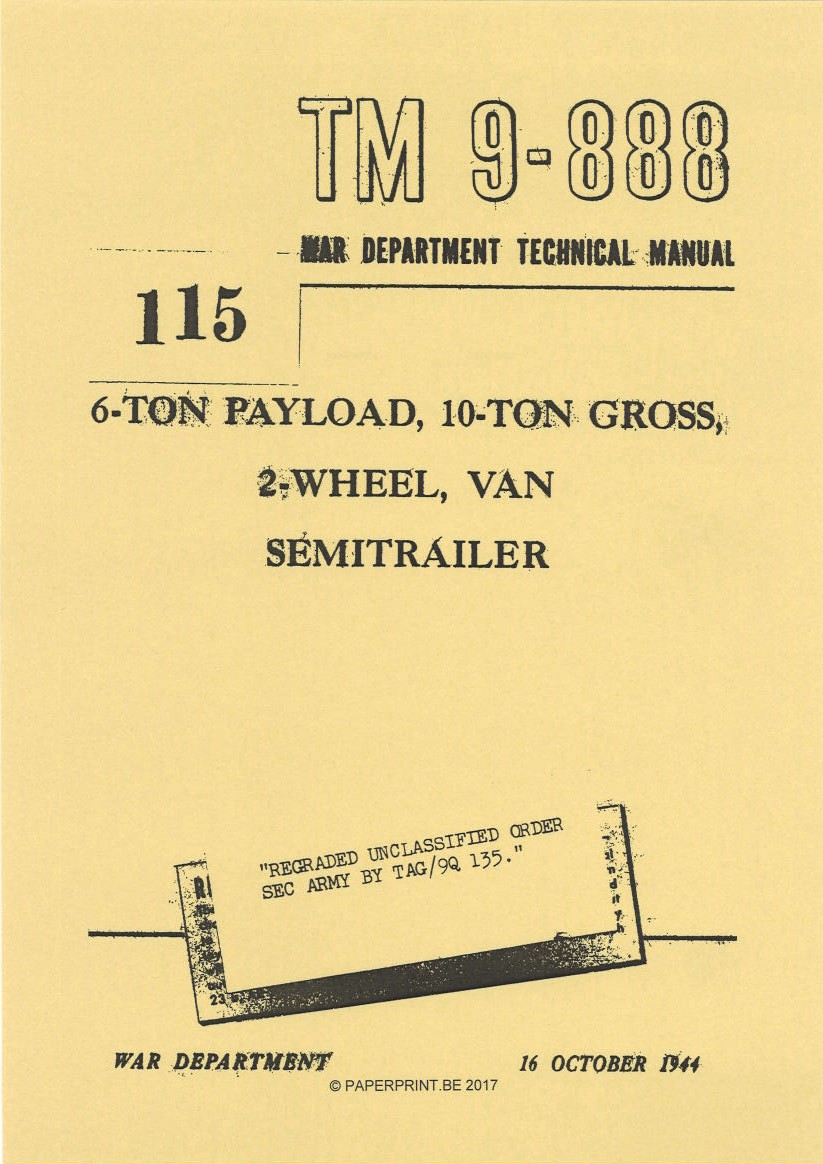 TM 9-888
WAR DEPARTMENT TECHNICAL MANUAL
115
6-TON PAYLOAD, 10-TON GROSS,
2-WHEEL, VAN
SEMITRAILER
"REGRADED UNCLASSIFIED ORDER
SEC ARMY BY TAG/9Q 135."
23
WAR DEPARTMENT
16 OCTOBER 1944
© PAPERPRINT.BE 2017